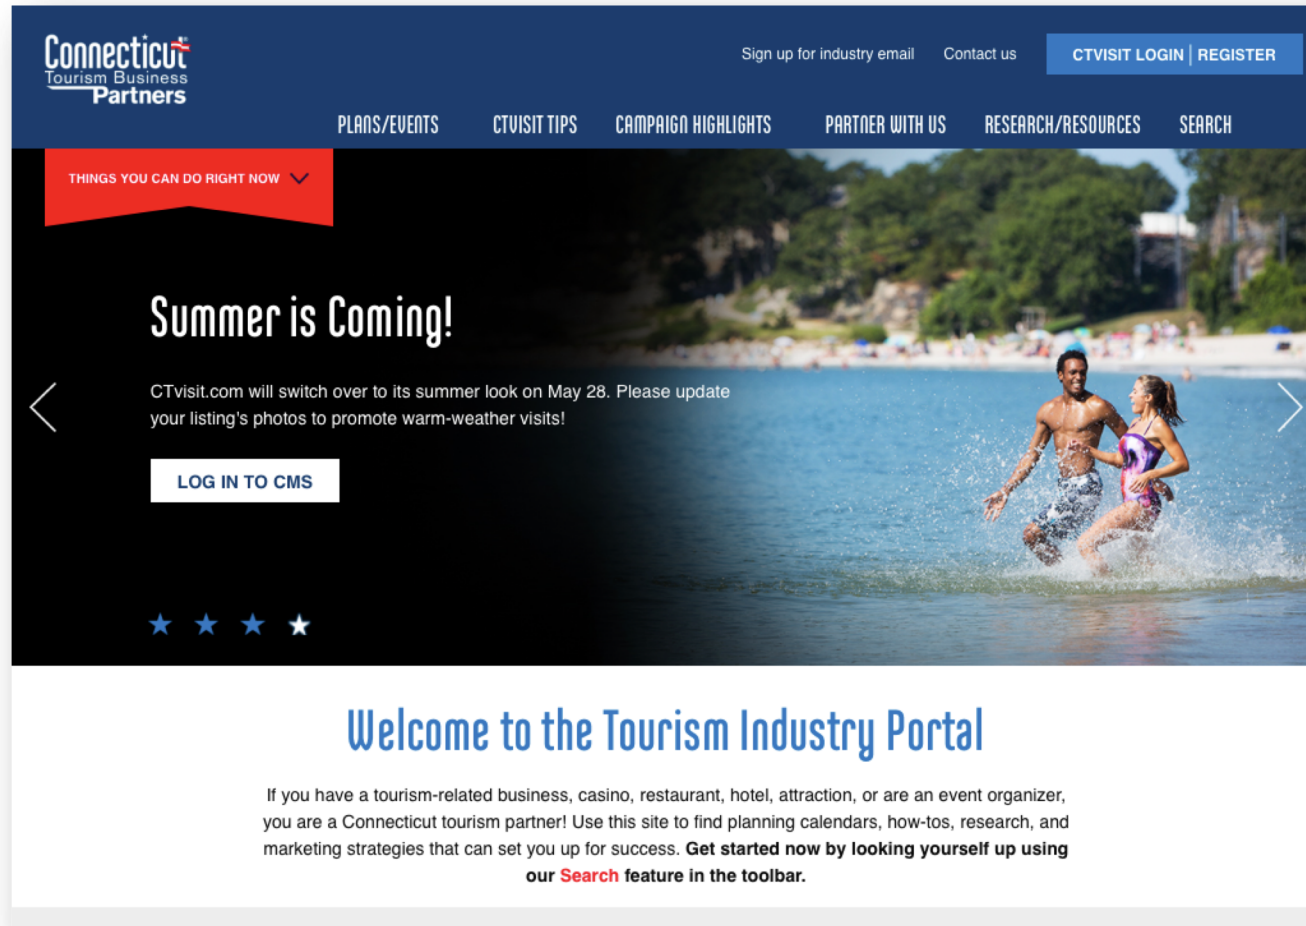 Connecticut
Tourism Business
Partners
Sign up for industry email
Contact us
CTVISIT LOGIN | REGISTER
PLANS/EVENTS
CTVISIT TIPS
CAMPAIGN HIGHLIGHTS
PARTNER WITH US
RESEARCH/RESOURCES
SEARCH
THINGS YOU CAN DO RIGHT NOW
Summer is Coming!
CTvisit.com will switch over to its summer look on May 28. Please update
your listing's photos to promote warm-weather visits!
LOG IN TO CMS
Welcome to the Tourism Industry Portal
If you have a tourism-related business, casino, restaurant, hotel, attraction, or are an event organizer,
you are a Connecticut tourism partner! Use this site to find planning calendars, how-tos, research, and
marketing strategies that can set you up for success. Get started now by looking yourself up using
our Search feature in the toolbar.